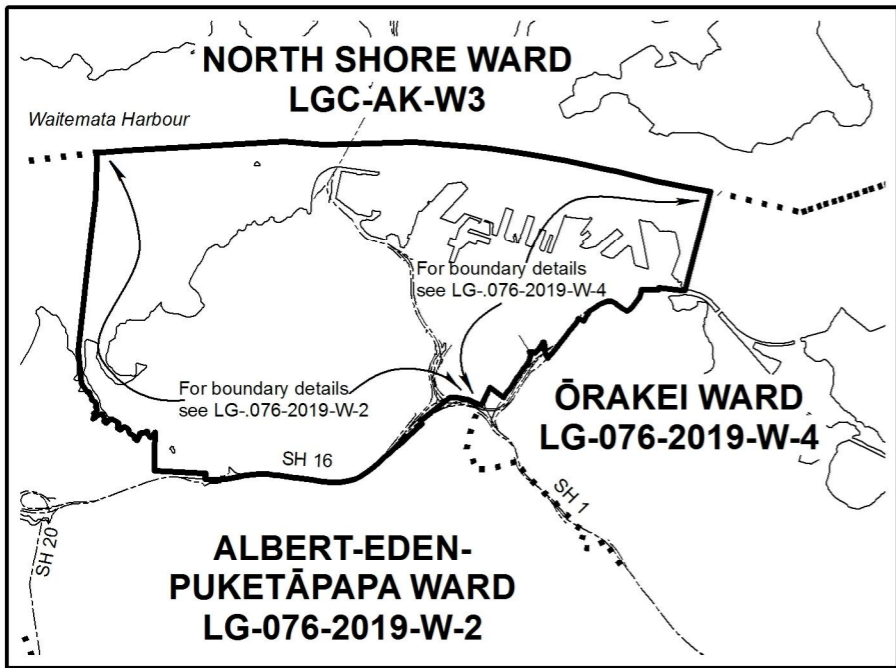 NORTH SHORE WARD
LGC-AK-W3
Waitemata Harbour
For boundary details
see LG-.076-2019-W-4
For boundary details
see LG-.076-2019-W-2
ŌRAKEI WARD
LG-076-2019-W-4
SH 16
SH 1
SH 20
ALBERT-EDEN-
PUKETĀPAPA WARD
LG-076-2019-W-2